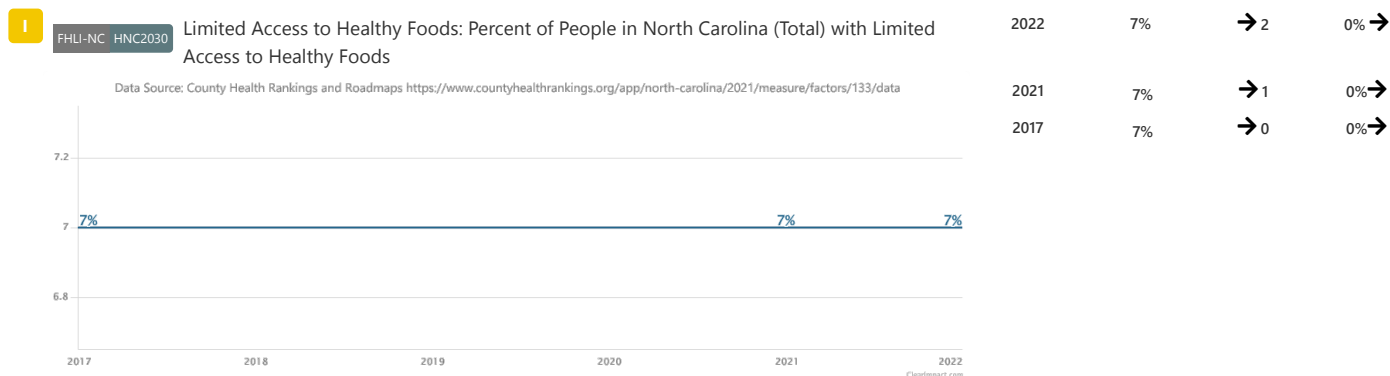 I
FHLI-NC HNC2030
Limited Access to Healthy Foods: Percent of People in North Carolina (Total) with Limited
Access to Healthy Foods
Data Source: County Health Rankings and Roadmaps https://www.countyhealthrankings.org/app/north-carolina/2021/measure/factors/133/data
7.2
7
6.8
7% 7% 7%
2017 2018 2019 2020 2021 2022
ClearImpact.com
2022 7% → 2 0% →
2021 7% → 1 0% →
2017 7% → 0 0% →